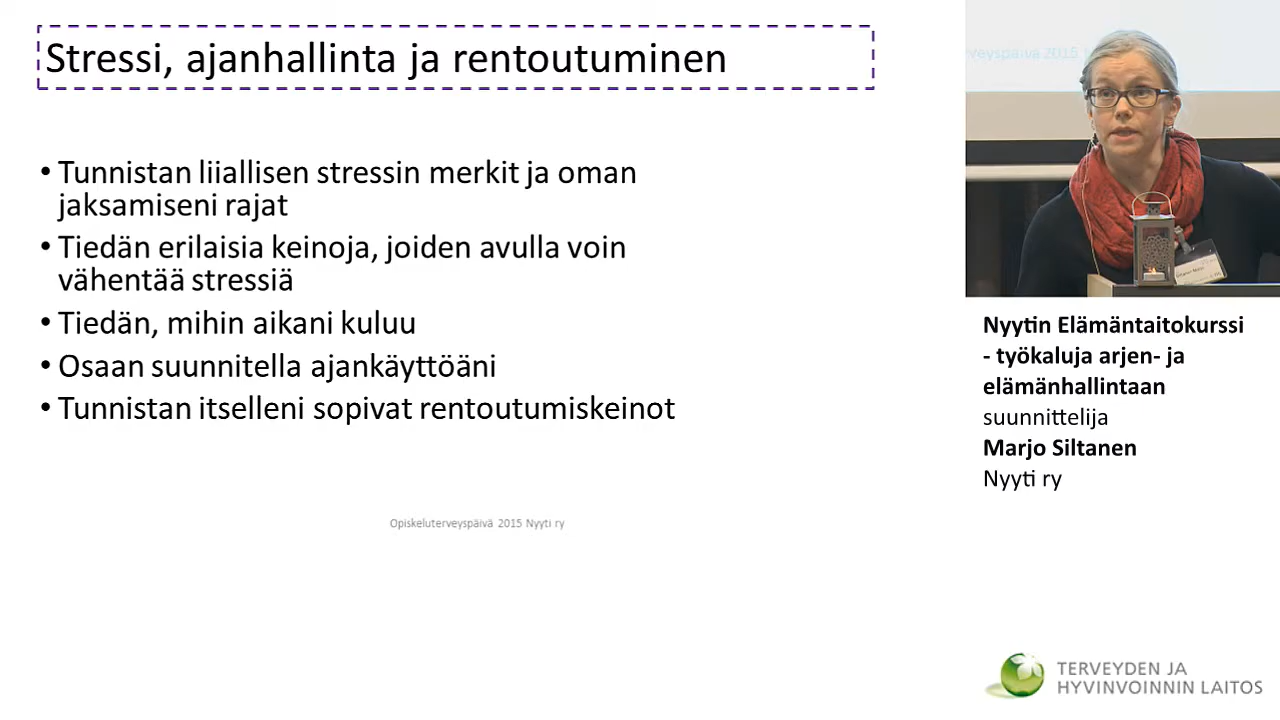 Stressi, ajanhallinta ja rentoutuminen
• Tunnistan liiallisen stressin merkit ja oman
jaksamiseni rajat
• Tiedän erilaisia keinoja, joiden avulla voin
vähentää stressiä
• Tiedän, mihin aikani kuluu
• Osaan suunnitella ajankäyttöäni
• Tunnistan itselleni sopivat rentoutumiskeinot
Opiskeluterveyspäivä 2015 Nyyti ry
rveyspäivä 2015
Nyytin Elämäntaitokurssi
- työkaluja arjen- ja
elämänhallintaan
suunnittelija
Marjo Siltanen
Nyyti ry
TERVEYDEN JA
HYVINVOINNIN LAITOS